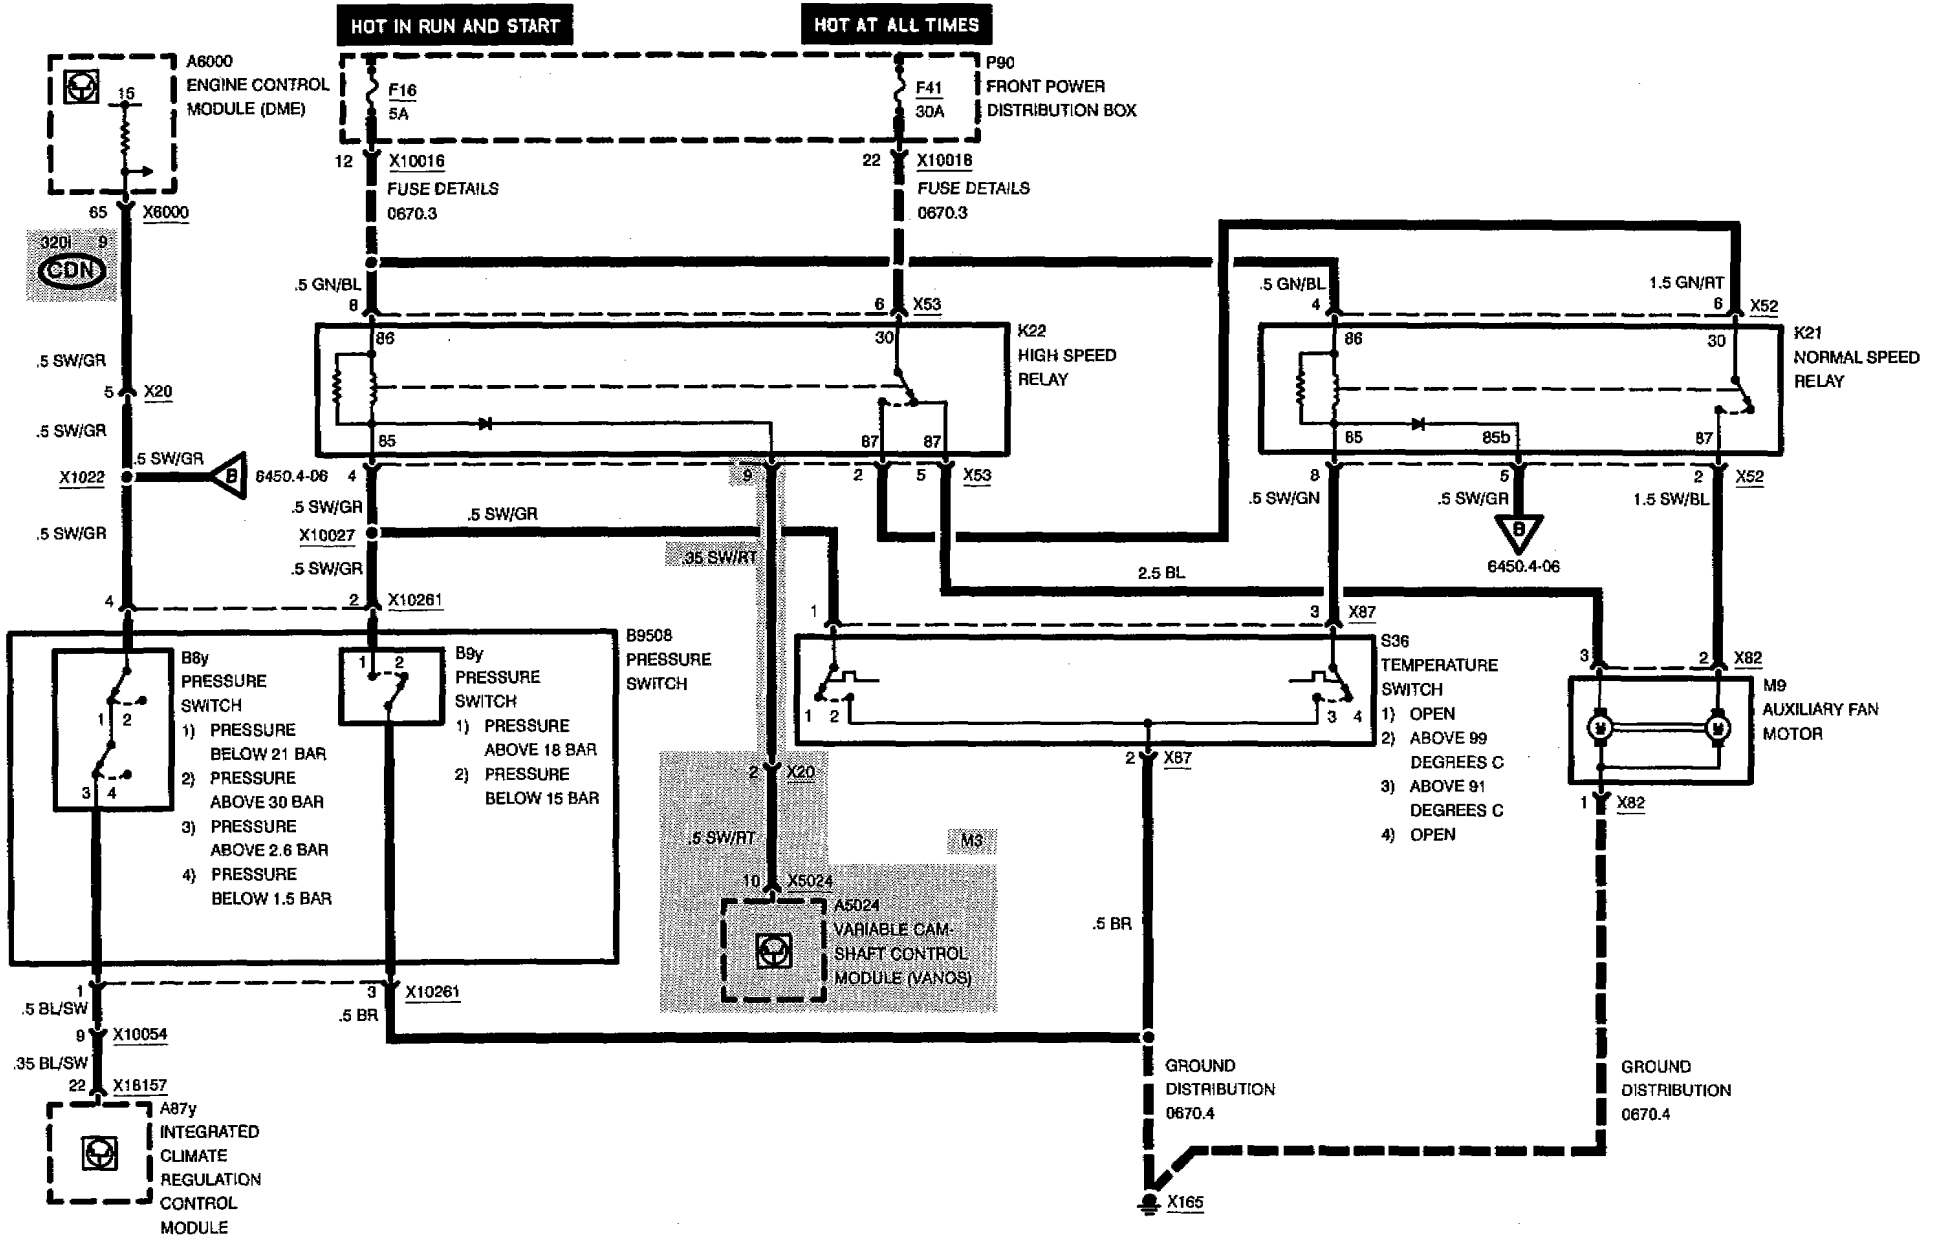 HOT IN RUN AND START
HOT AT ALL TIMES
A6000
ENGINE CONTROL
MODULE (DME)
15
F16
5A
F41
30A
P90
FRONT POWER
DISTRIBUTION BOX
12
X10016
FUSE DETAILS
0670.3
22
X10018
FUSE DETAILS
0670.3
65
X6000
320i 9
CDN
.5 GN/BL
8
6
X53
.5 GN/BL
4
1.5 GN/RT
6
X52
86
30
K22
HIGH SPEED
RELAY
86
30
K21
NORMAL SPEED
RELAY
.5 SW/GR
5
X20
.5 SW/GR
85
87
87
85
85b
87
.5 SW/GR
X1022
B
6450.4-06
4
9
2
5
X53
8
5
2
X52
.5 SW/GR
.5 SW/GR
.5 SW/GN
.5 SW/GR
1.5 SW/BL
.5 SW/GR
X10027
.35 SW/RT
B
6450.4-06
.5 SW/GR
2.5 BL
4
2
X10261
1
3
X87
B8y
PRESSURE
SWITCH
1) PRESSURE
BELOW 21 BAR
2) PRESSURE
ABOVE 30 BAR
3) PRESSURE
ABOVE 2.6 BAR
4) PRESSURE
BELOW 1.5 BAR
1 2
3 4
1 2
B9y
PRESSURE
SWITCH
1) PRESSURE
ABOVE 18 BAR
2) PRESSURE
BELOW 15 BAR
B9508
PRESSURE
SWITCH
1 2
3 4
S36
TEMPERATURE
SWITCH
1) OPEN
2) ABOVE 99
DEGREES C
3) ABOVE 91
DEGREES C
4) OPEN
3
2
X82
M9
AUXILIARY FAN
MOTOR
M
M
2
X87
2
X20
1
X82
.5 SW/RT
M3
10
X5024
A5024
VARIABLE CAM-
SHAFT CONTROL
MODULE (VANOS)
.5 BR
1
3
X10261
.5 BL/SW
.5 BR
9
X10054
.35 BL/SW
22
X18157
A87y
INTEGRATED
CLIMATE
REGULATION
CONTROL
MODULE
GROUND
DISTRIBUTION
0670.4
GROUND
DISTRIBUTION
0670.4
X165